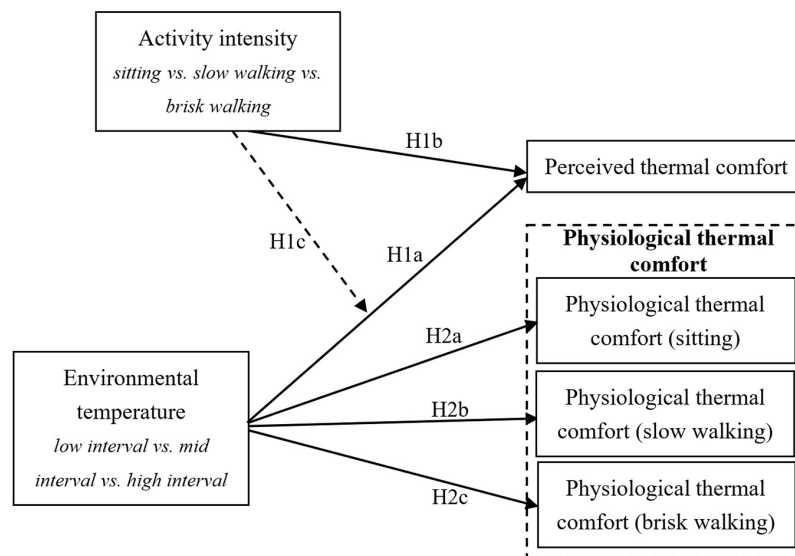 Activity intensity
sitting vs. slow walking vs.
brisk walking
H1b
Perceived thermal comfort
H1c
H1a
Physiological thermal
comfort
Physiological thermal
comfort (sitting)
H2a
Environmental
temperature
low interval vs. mid
interval vs. high interval
H2b
Physiological thermal
comfort (slow walking)
H2c
Physiological thermal
comfort (brisk walking)